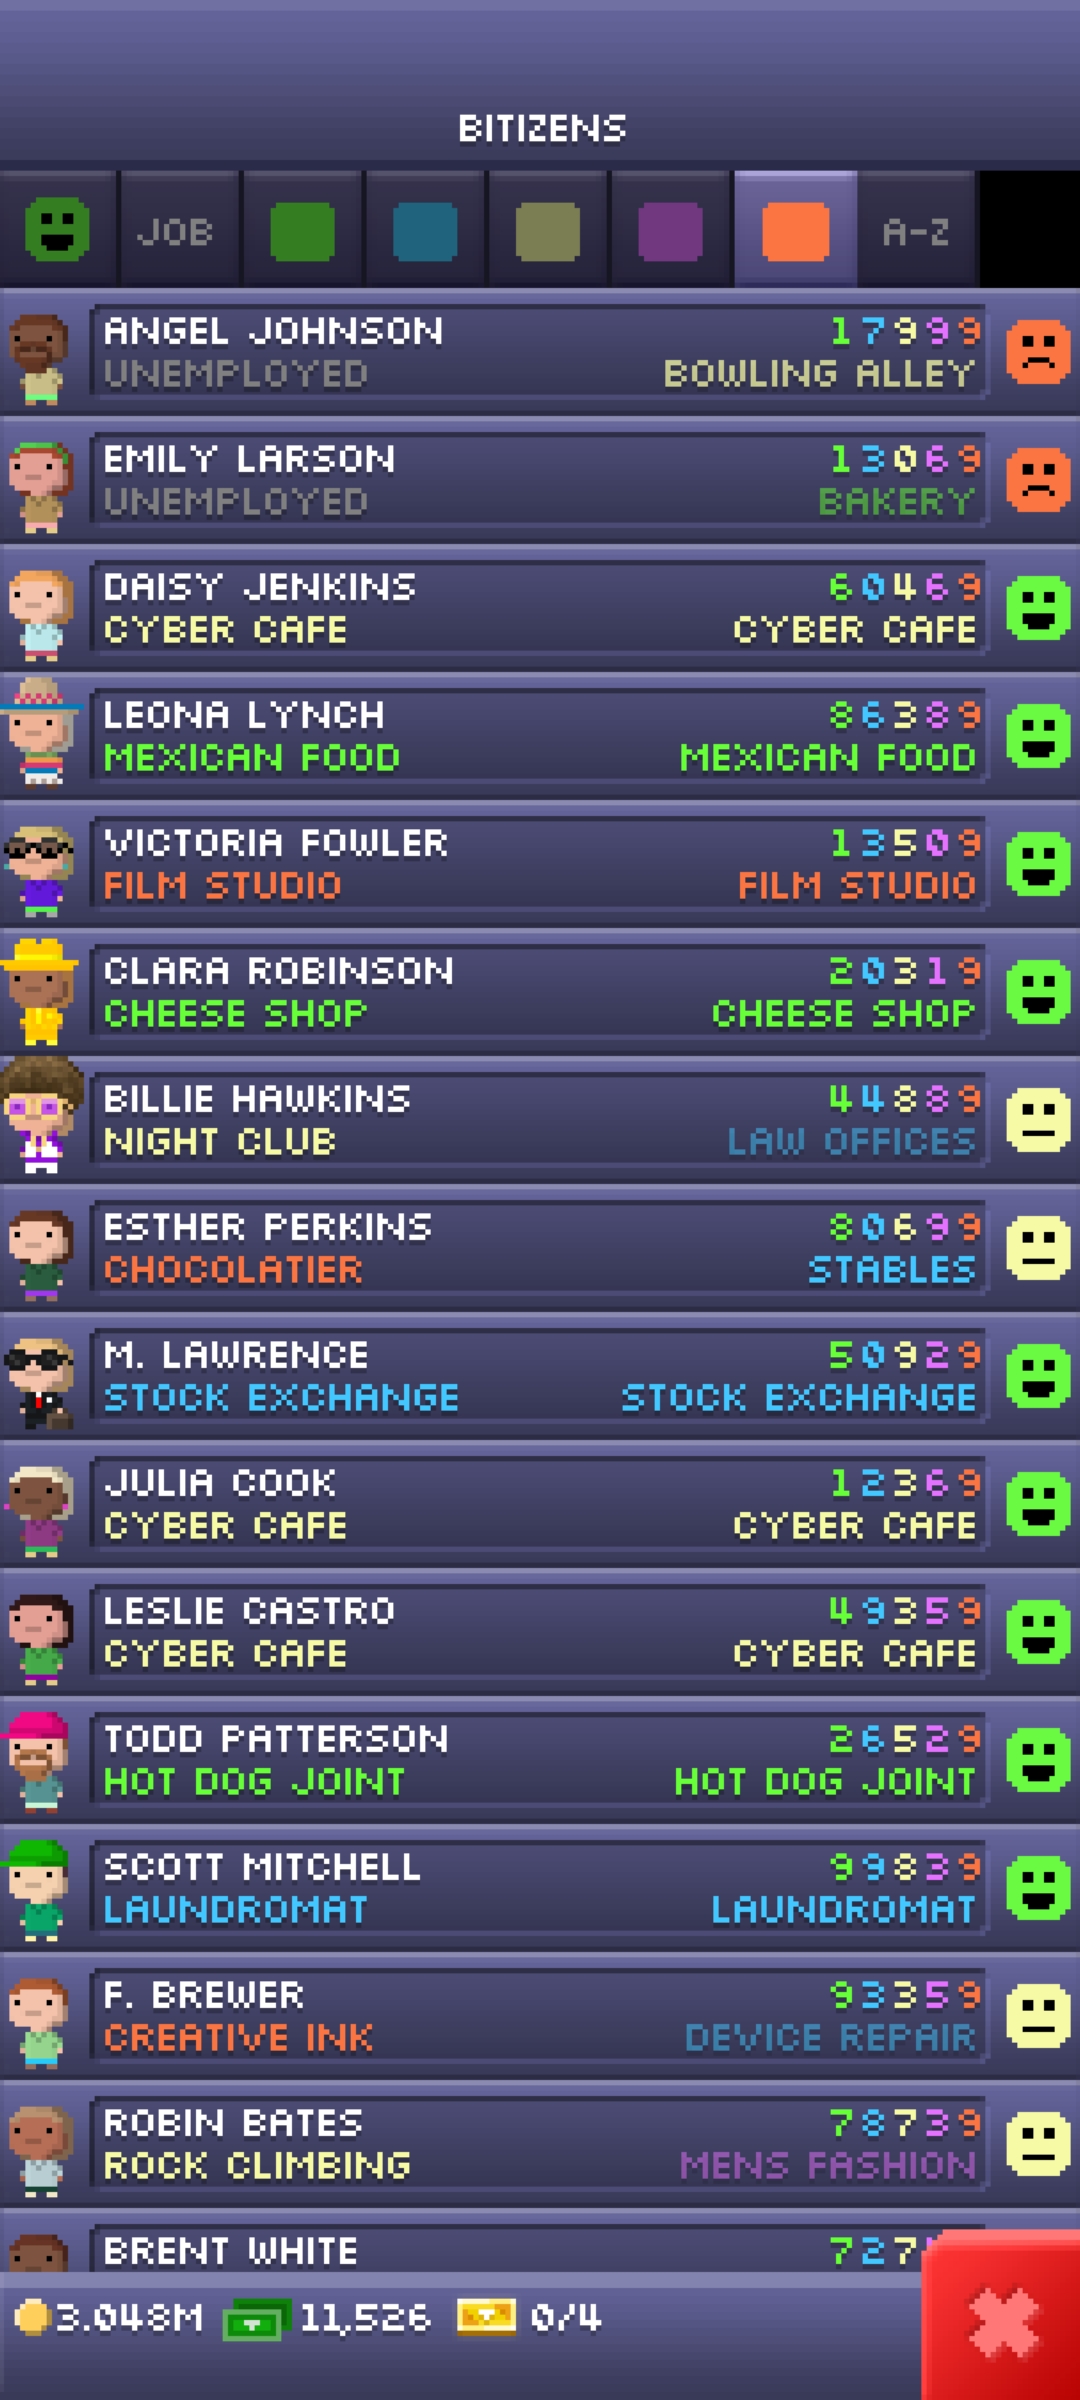 BITIZENS
JOB A-Z
ANGEL JOHNSON 17999
UNEMPLOYED BOWLING ALLEY
EMILY LARSON 13069
UNEMPLOYED BAKERY
DAISY JENKINS 60469
CYBER CAFE CYBER CAFE
LEONA LYNCH 86389
MEXICAN FOOD MEXICAN FOOD
VICTORIA FOWLER 13509
FILM STUDIO FILM STUDIO
CLARA ROBINSON 20319
CHEESE SHOP CHEESE SHOP
BILLIE HAWKINS 44889
NIGHT CLUB LAW OFFICES
ESTHER PERKINS 80699
CHOCOLATIER STABLES
M. LAWRENCE 50929
STOCK EXCHANGE STOCK EXCHANGE
JULIA COOK 12369
CYBER CAFE CYBER CAFE
LESLIE CASTRO 49359
CYBER CAFE CYBER CAFE
TODD PATTERSON 26529
HOT DOG JOINT HOT DOG JOINT
SCOTT MITCHELL 99839
LAUNDROMAT LAUNDROMAT
F. BREWER 93359
CREATIVE INK DEVICE REPAIR
ROBIN BATES 78739
ROCK CLIMBING MENS FASHION
BRENT WHITE 727
3.048M 11,526 0/4